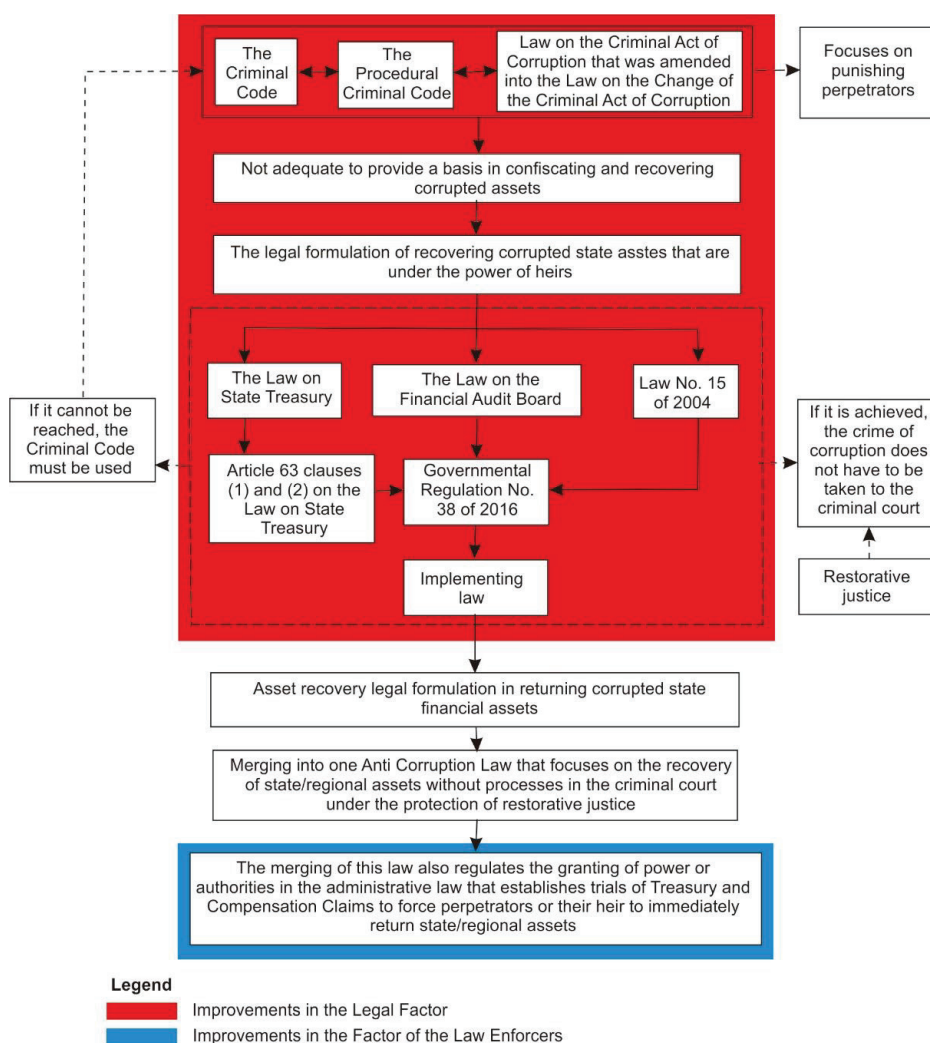 The
Criminal
Code
The
Procedural
Criminal Code
Law on the Criminal Act of
Corruption that was amended
into the Law on the Change of
the Criminal Act of Corruption
Focuses on
punishing
perpetrators
Not adequate to provide a basis in confiscating and recovering
corrupted assets
The legal formulation of recovering corrupted state asstes that are
under the power of heirs
The Law on
State Treasury
The Law on the
Financial Audit Board
Law No. 15
of 2004
If it cannot be
reached, the
Criminal Code
must be used
If it is achieved,
the crime of
corruption does
not have to be
taken to the
criminal court
Article 63 clauses
(1) and (2) on the
Law on State
Treasury
Governmental
Regulation No.
38 of 2016
Implementing
law
Restorative
justice
Asset recovery legal formulation in returning corrupted state
financial assets
Merging into one Anti Corruption Law that focuses on the recovery
of state/regional assets without processes in the criminal court
under the protection of restorative justice
The merging of this law also regulates the granting of power or
authorities in the administrative law that establishes trials of Treasury and
Compensation Claims to force perpetrators or their heir to immediately
return state/regional assets
Legend
Improvements in the Legal Factor
Improvements in the Factor of the Law Enforcers